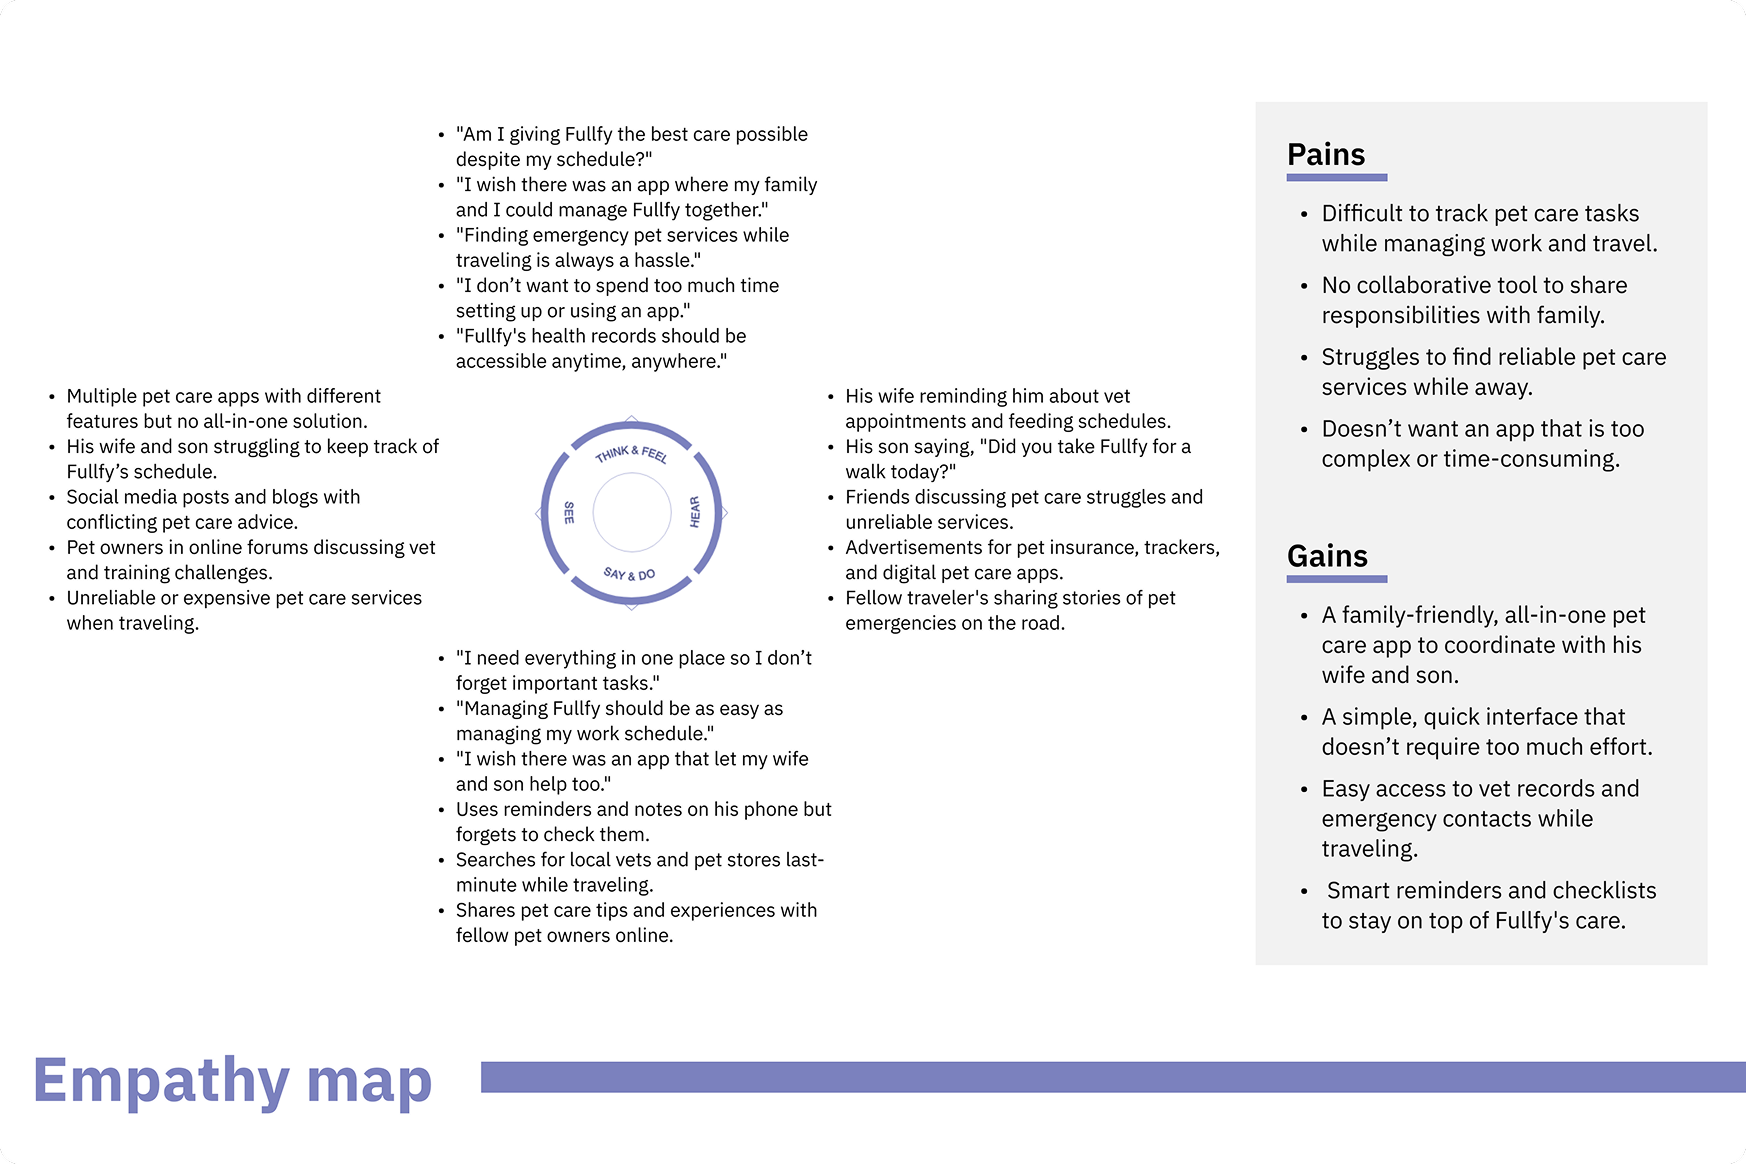 • "Am I giving Fullfy the best care possible
despite my schedule?"
• "I wish there was an app where my family
and I could manage Fullfy together."
• "Finding emergency pet services while
traveling is always a hassle."
• "I don’t want to spend too much time
setting up or using an app."
• "Fullfy's health records should be
accessible anytime, anywhere."
• Multiple pet care apps with different
features but no all-in-one solution.
• His wife and son struggling to keep track of
Fullfy’s schedule.
• Social media posts and blogs with
conflicting pet care advice.
• Pet owners in online forums discussing vet
and training challenges.
• Unreliable or expensive pet care services
when traveling.
THINK & FEEL
SEE
HEAR
SAY & DO
• His wife reminding him about vet
appointments and feeding schedules.
• His son saying, "Did you take Fullfy for a
walk today?"
• Friends discussing pet care struggles and
unreliable services.
• Advertisements for pet insurance, trackers,
and digital pet care apps.
• Fellow traveler's sharing stories of pet
emergencies on the road.
• "I need everything in one place so I don’t
forget important tasks."
• "Managing Fullfy should be as easy as
managing my work schedule."
• "I wish there was an app that let my wife
and son help too."
• Uses reminders and notes on his phone but
forgets to check them.
• Searches for local vets and pet stores last-
minute while traveling.
• Shares pet care tips and experiences with
fellow pet owners online.
Pains
• Difficult to track pet care tasks
while managing work and travel.
• No collaborative tool to share
responsibilities with family.
• Struggles to find reliable pet care
services while away.
• Doesn’t want an app that is too
complex or time-consuming.
Gains
• A family-friendly, all-in-one pet
care app to coordinate with his
wife and son.
• A simple, quick interface that
doesn’t require too much effort.
• Easy access to vet records and
emergency contacts while
traveling.
• Smart reminders and checklists
to stay on top of Fullfy's care.
Empathy map